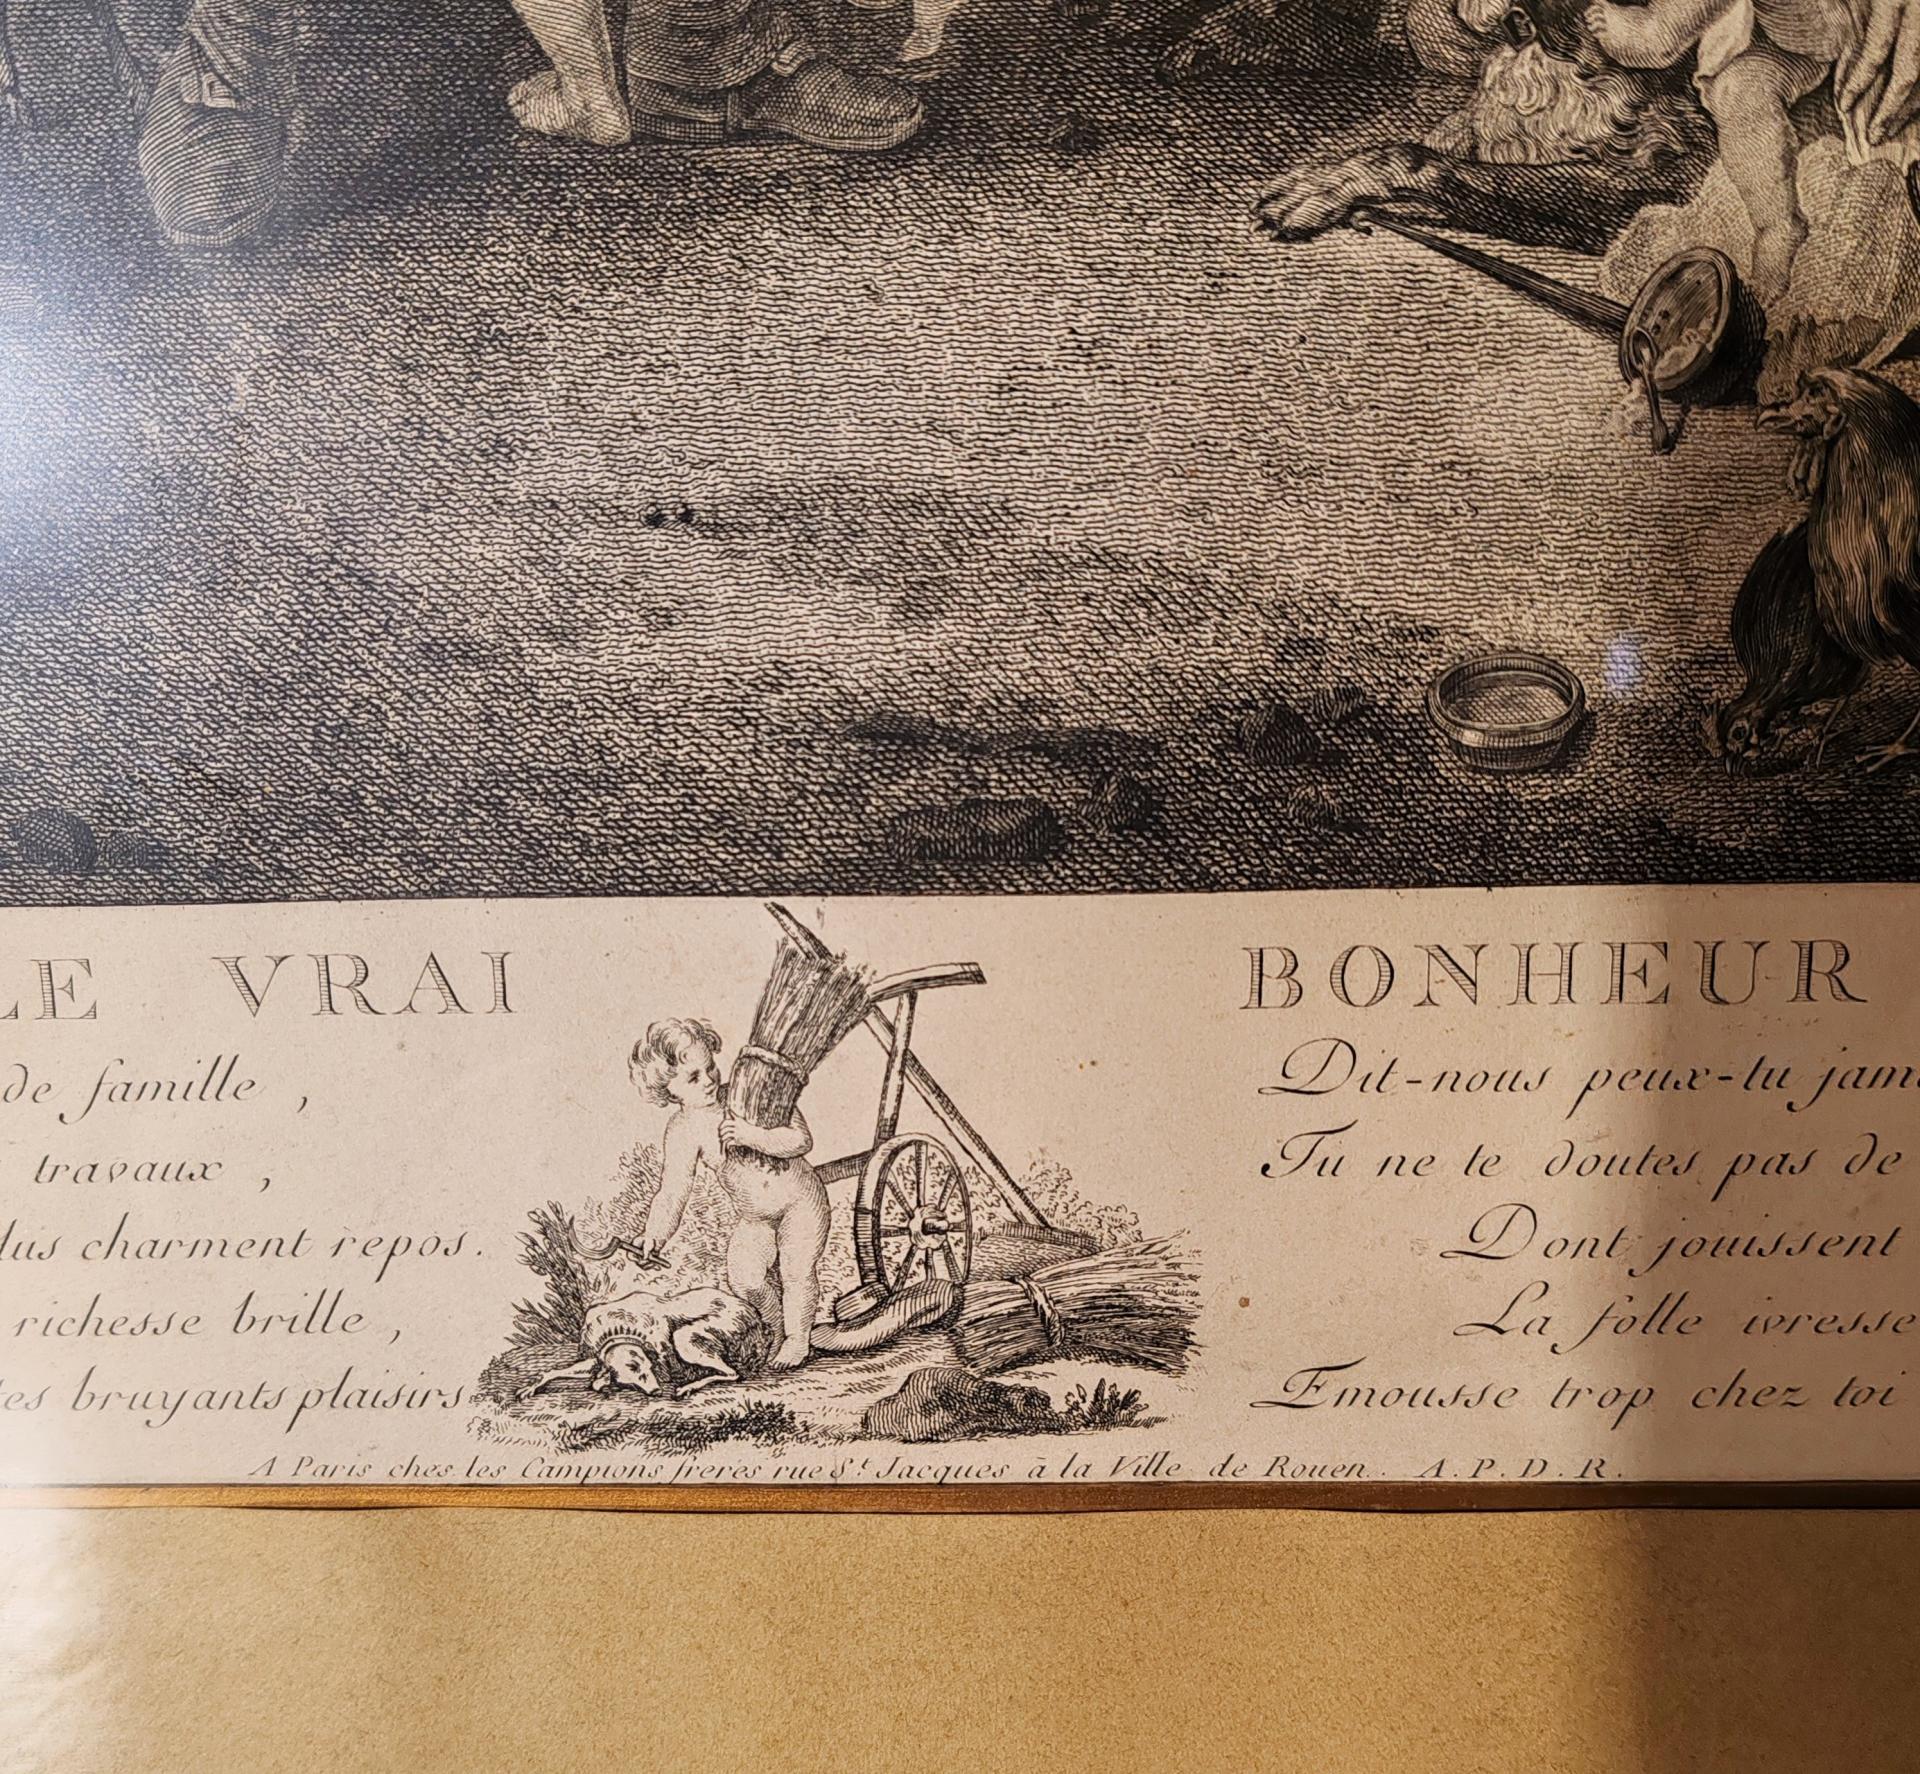 LE VRAI BONHEUR
de famille,
travaux,
lus charment repos.
richesse brille,
tes bruyants plaisirs
Dit-nous peux-tu jam
Tu ne te doutes pas de
Dont jouissent
La folle ivresse
Emousse trop chez toi
A Paris ches les Campions freres rue St. Jacques à la Ville de Rouen. A.P.D.R.